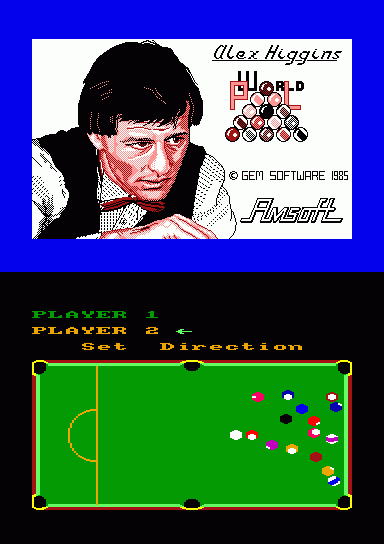 Alex Higgins
WORLD
POOL
© GEM SOFTWARE 1985
Amsoft
PLAYER 1
PLAYER 2 ←
Set Direction